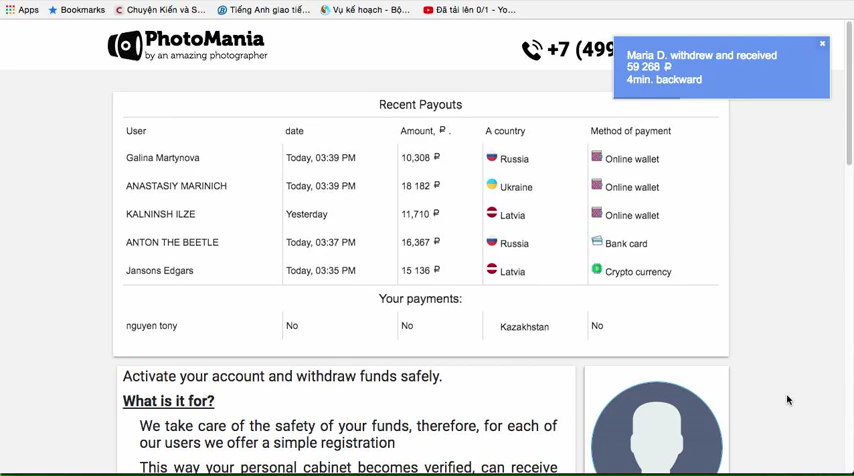 Apps Bookmarks Chuyện Kiến và S... Tiếng Anh giao tiế... Vụ kế hoạch - Bộ... Đã tải lên 0/1 - Yo...
PhotoMania
by an amazing photographer
+7 (499
Maria D. withdrew and received
59 268 ₽
4min. backward
Recent Payouts
User date Amount, ₽ . A country Method of payment
Galina Martynova Today, 03:39 PM 10,308 ₽ Russia Online wallet
ANASTASIY MARINICH Today, 03:39 PM 18 182 ₽ Ukraine Online wallet
KALNINSH ILZE Yesterday 11,710 ₽ Latvia Online wallet
ANTON THE BEETLE Today, 03:37 PM 16,367 ₽ Russia Bank card
Jansons Edgars Today, 03:35 PM 15 136 ₽ Latvia Crypto currency
Your payments:
nguyen tony No No Kazakhstan No
Activate your account and withdraw funds safely.
What is it for?
We take care of the safety of your funds, therefore, for each of
our users we offer a simple registration
This way your personal cabinet becomes verified, can receive